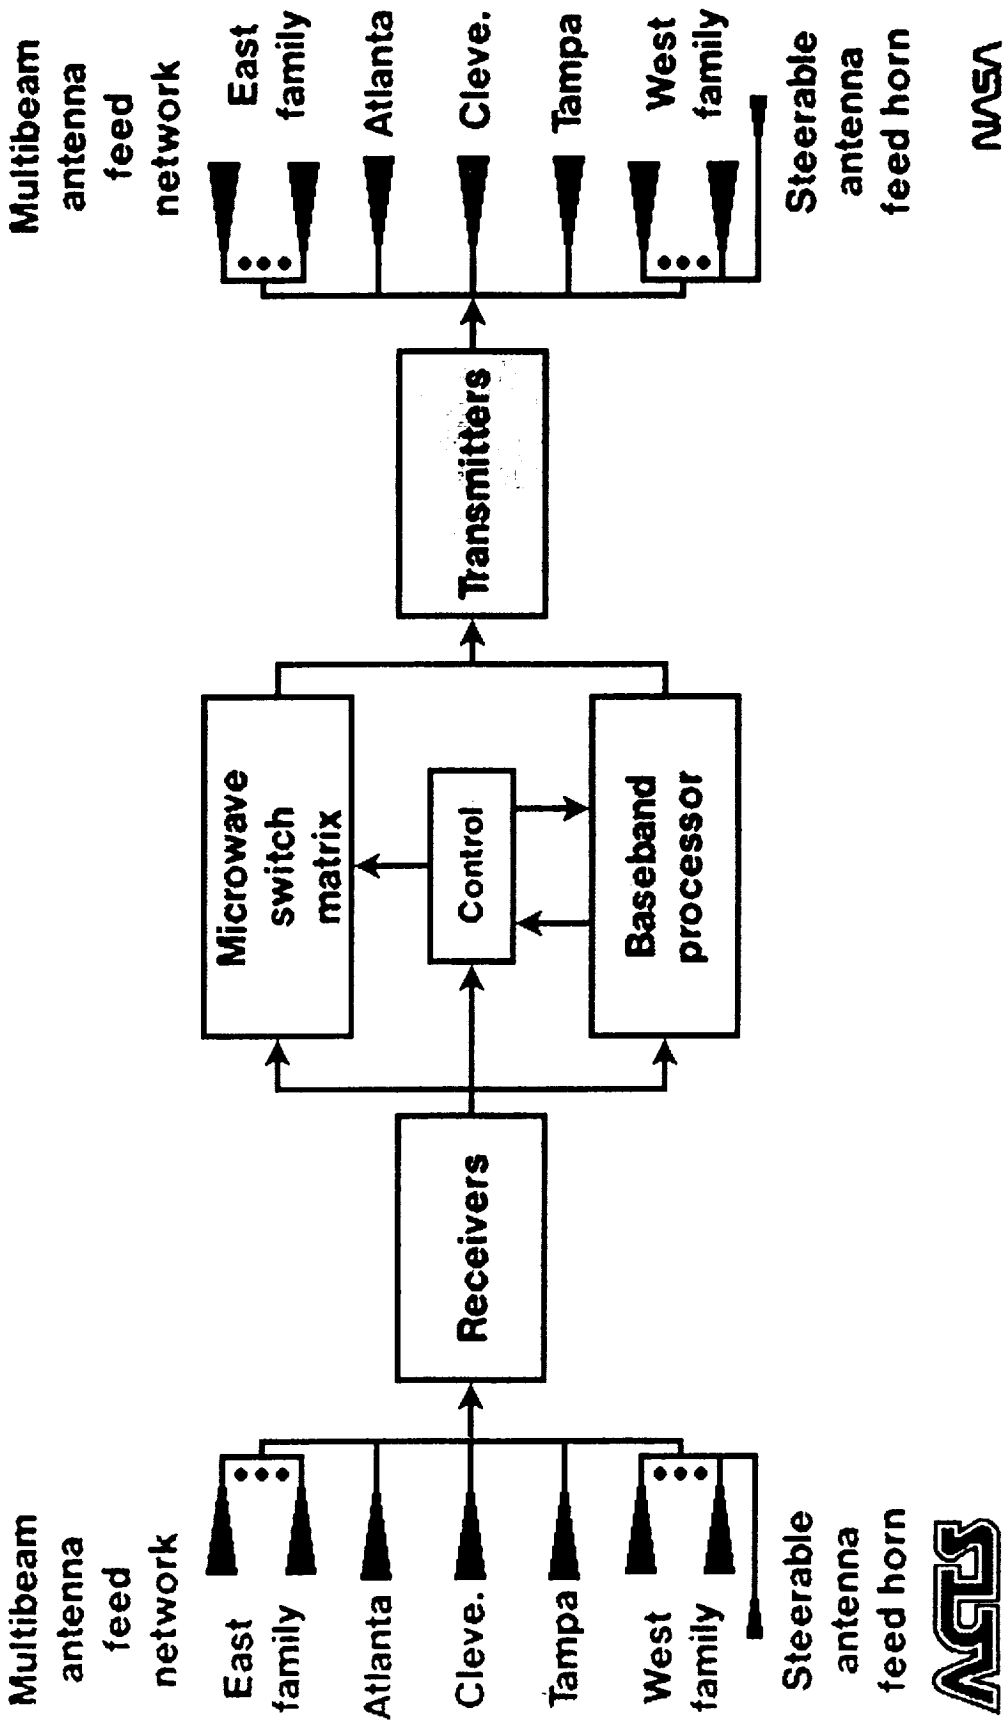 Multibeam
antenna
feed
network
East
family
Atlanta
Cleve.
Tampa
West
family
Steerable
antenna
feed horn
Receivers
Microwave
switch
matrix
Control
Baseband
processor
Transmitters
Multibeam
antenna
feed
network
East
family
Atlanta
Cleve.
Tampa
West
family
Steerable
antenna
feed horn
ACTS
NASA